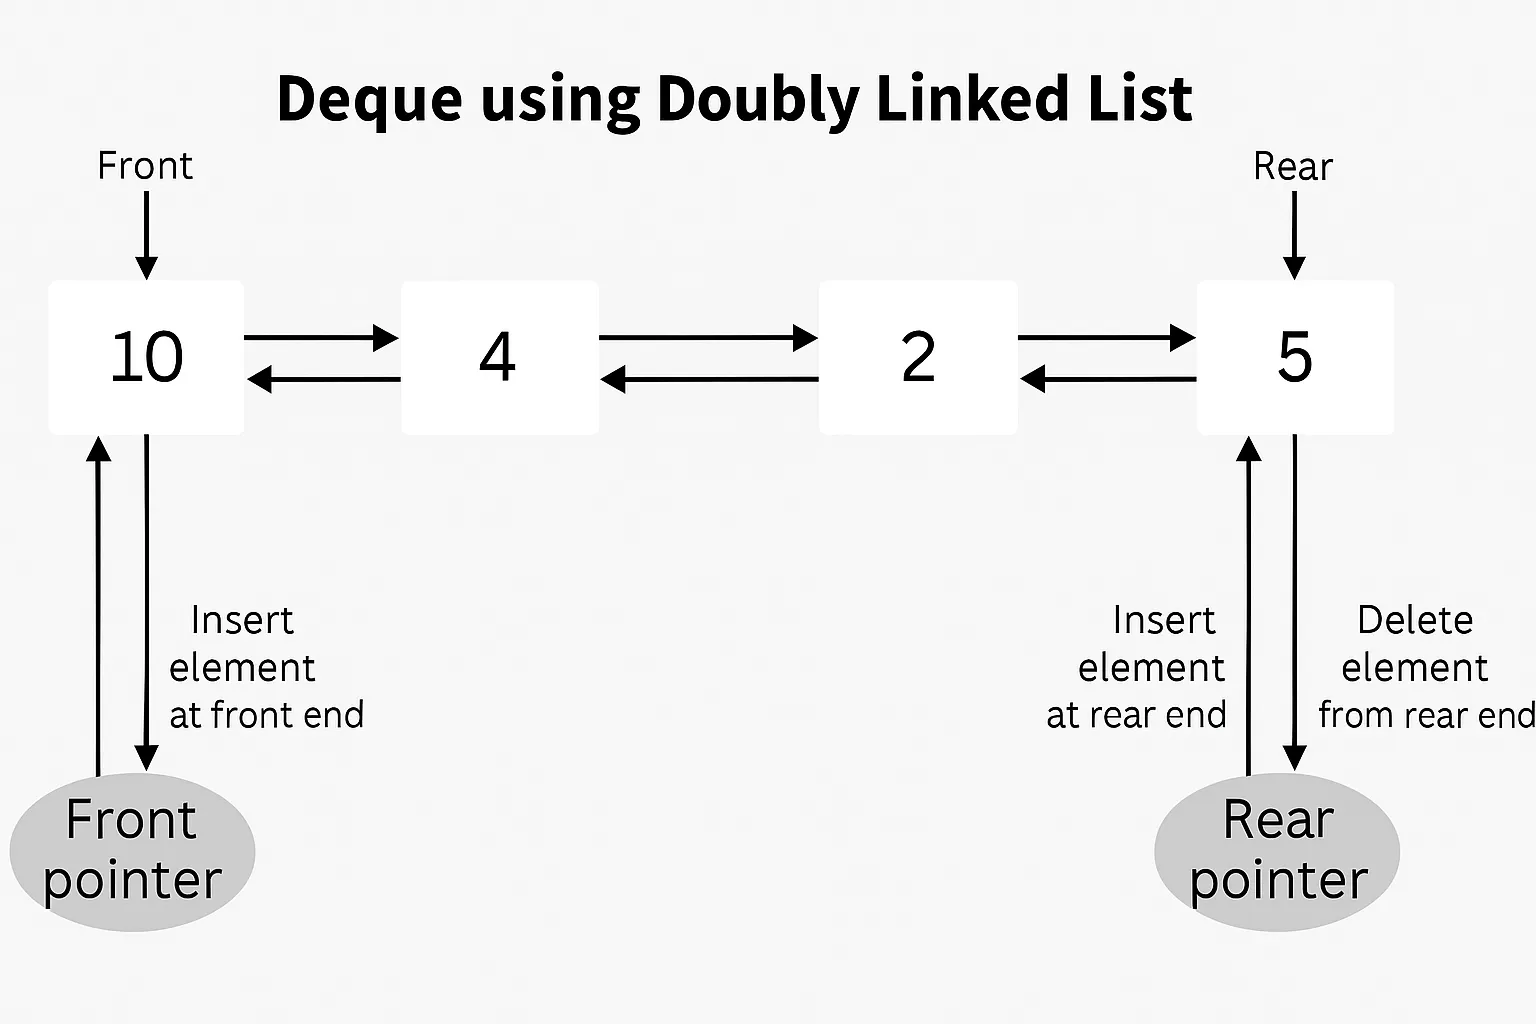 Deque using Doubly Linked List
Front
Rear
10
4
2
5
Insert
element
at front end
Insert
element
at rear end
Delete
element
from rear end
Front
pointer
Rear
pointer